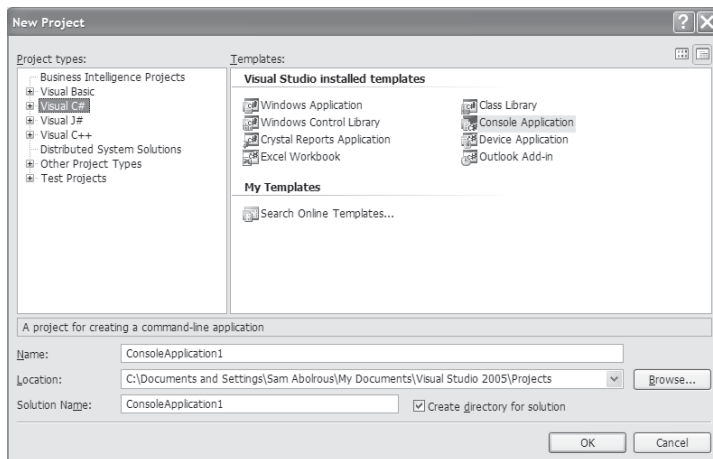 New Project
Project types:
Business Intelligence Projects
Visual Basic
Visual C#
Visual J#
Visual C++
Distributed System Solutions
Other Project Types
Test Projects
Templates:
Visual Studio installed templates
Windows Application
Windows Control Library
Crystal Reports Application
Excel Workbook
Class Library
Console Application
Device Application
Outlook Add-in
My Templates
Search Online Templates...
A project for creating a command-line application
Name: ConsoleApplication1
Location: C:\Documents and Settings\Sam Abolrous\My Documents\Visual Studio 2005\Projects Browse...
Solution Name: ConsoleApplication1 Create directory for solution
OK Cancel